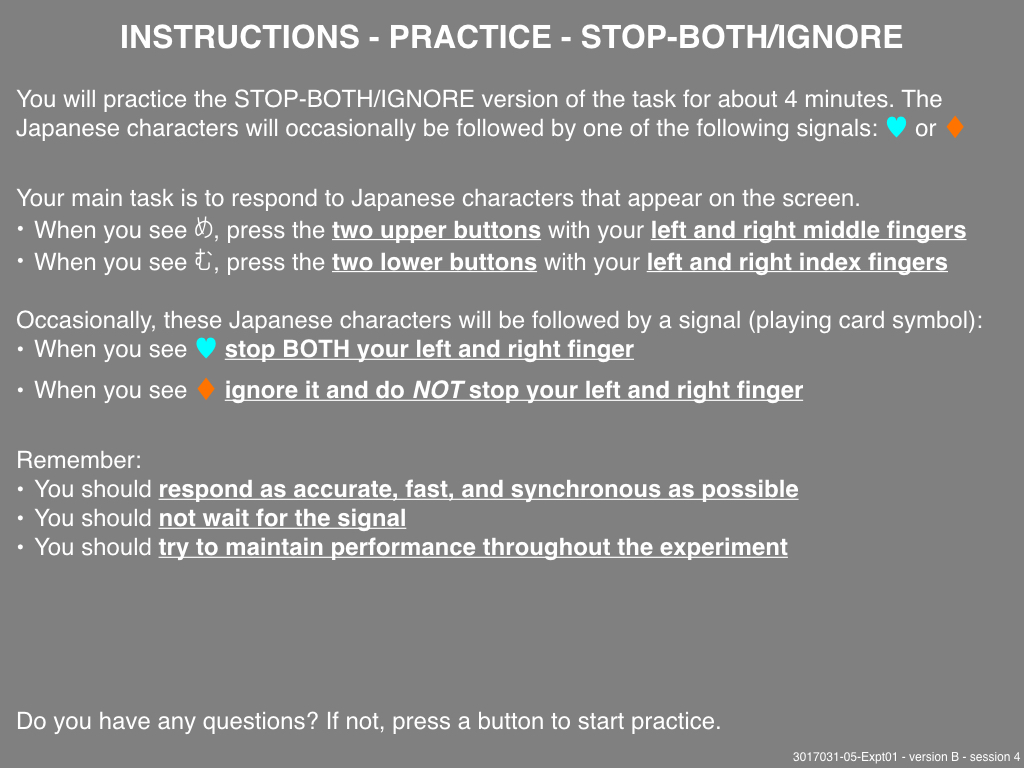 INSTRUCTIONS - PRACTICE - STOP-BOTH/IGNORE
You will practice the STOP-BOTH/IGNORE version of the task for about 4 minutes. The
Japanese characters will occasionally be followed by one of the following signals: ♥ or ♦
Your main task is to respond to Japanese characters that appear on the screen.
• When you see め, press the two upper buttons with your left and right middle fingers
• When you see む, press the two lower buttons with your left and right index fingers
Occasionally, these Japanese characters will be followed by a signal (playing card symbol):
• When you see ♥ stop BOTH your left and right finger
• When you see ♦ ignore it and do NOT stop your left and right finger
Remember:
• You should respond as accurate, fast, and synchronous as possible
• You should not wait for the signal
• You should try to maintain performance throughout the experiment
Do you have any questions? If not, press a button to start practice.
3017031-05-Expt01 - version B - session 4